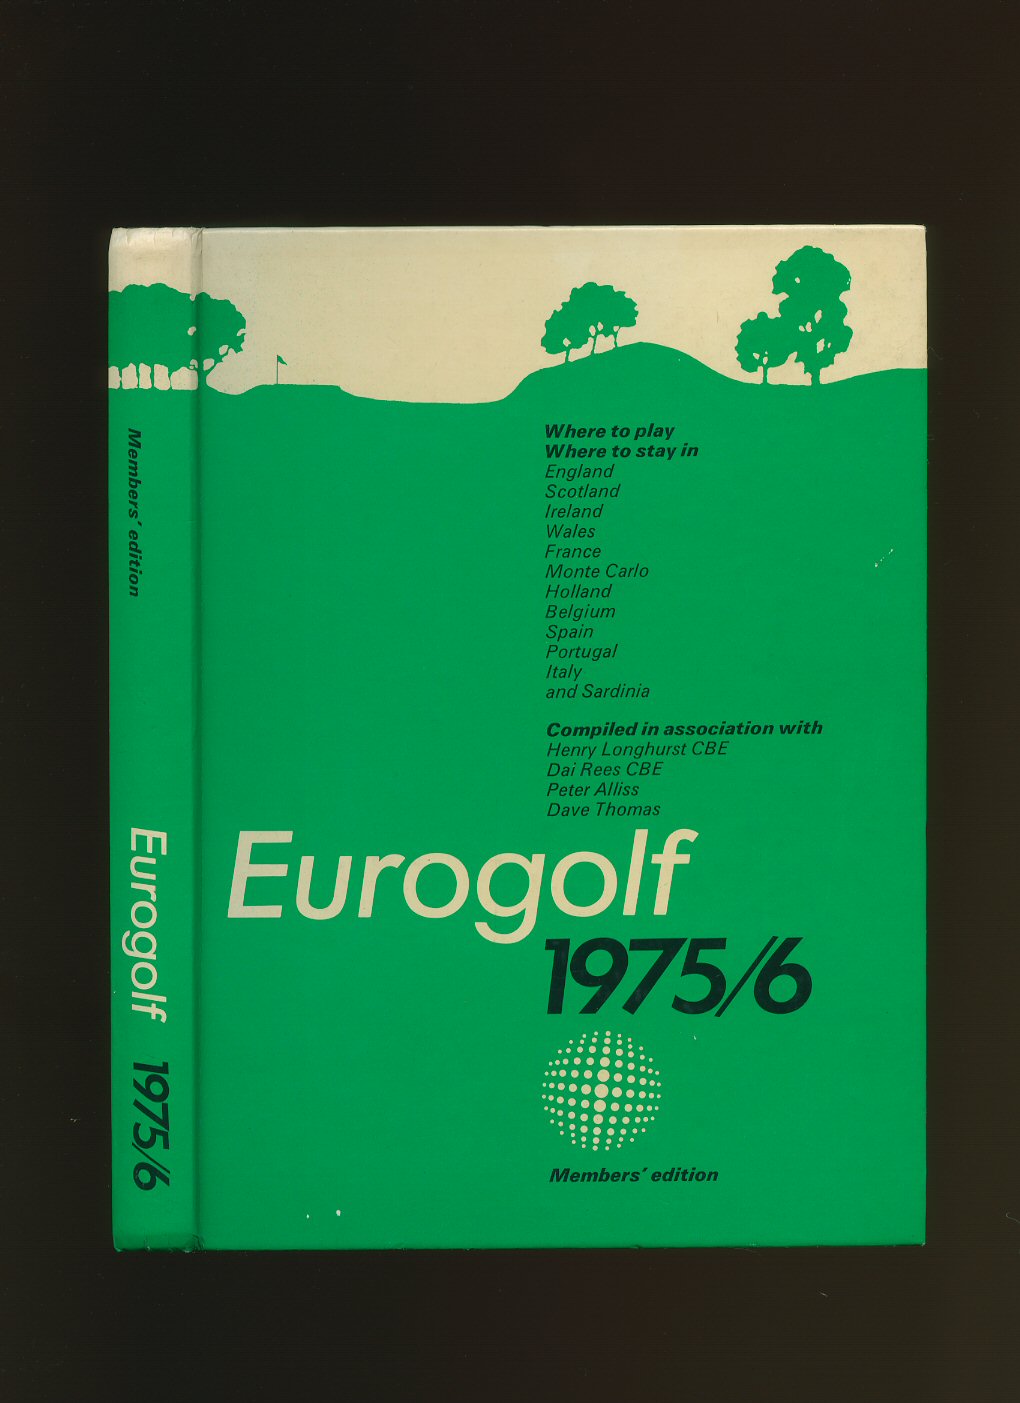 Members' edition
Eurogolf 1975/6
Where to play
Where to stay in
England
Scotland
Ireland
Wales
France
Monte Carlo
Holland
Belgium
Spain
Portugal
Italy
and Sardinia
Compiled in association with
Henry Longhurst CBE
Dai Rees CBE
Peter Alliss
Dave Thomas
Eurogolf
1975/6
Members' edition